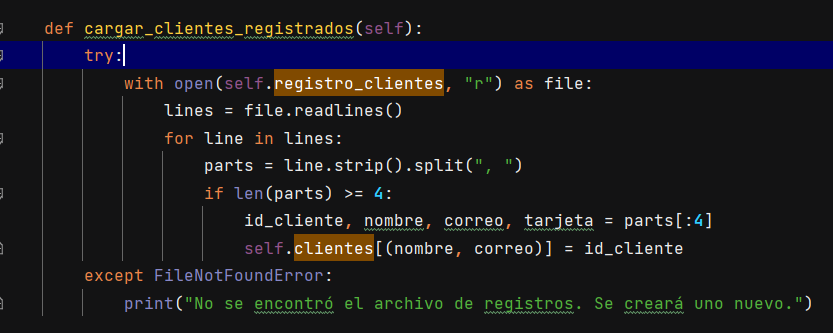 def cargar_clientes_registrados(self):
try:
with open(self.registro_clientes, "r") as file:
lines = file.readlines()
for line in lines:
parts = line.strip().split(", ")
if len(parts) >= 4:
id_cliente, nombre, correo, tarjeta = parts[:4]
self.clientes[(nombre, correo)] = id_cliente
except FileNotFoundError:
print("No se encontró el archivo de registros. Se creará uno nuevo.")